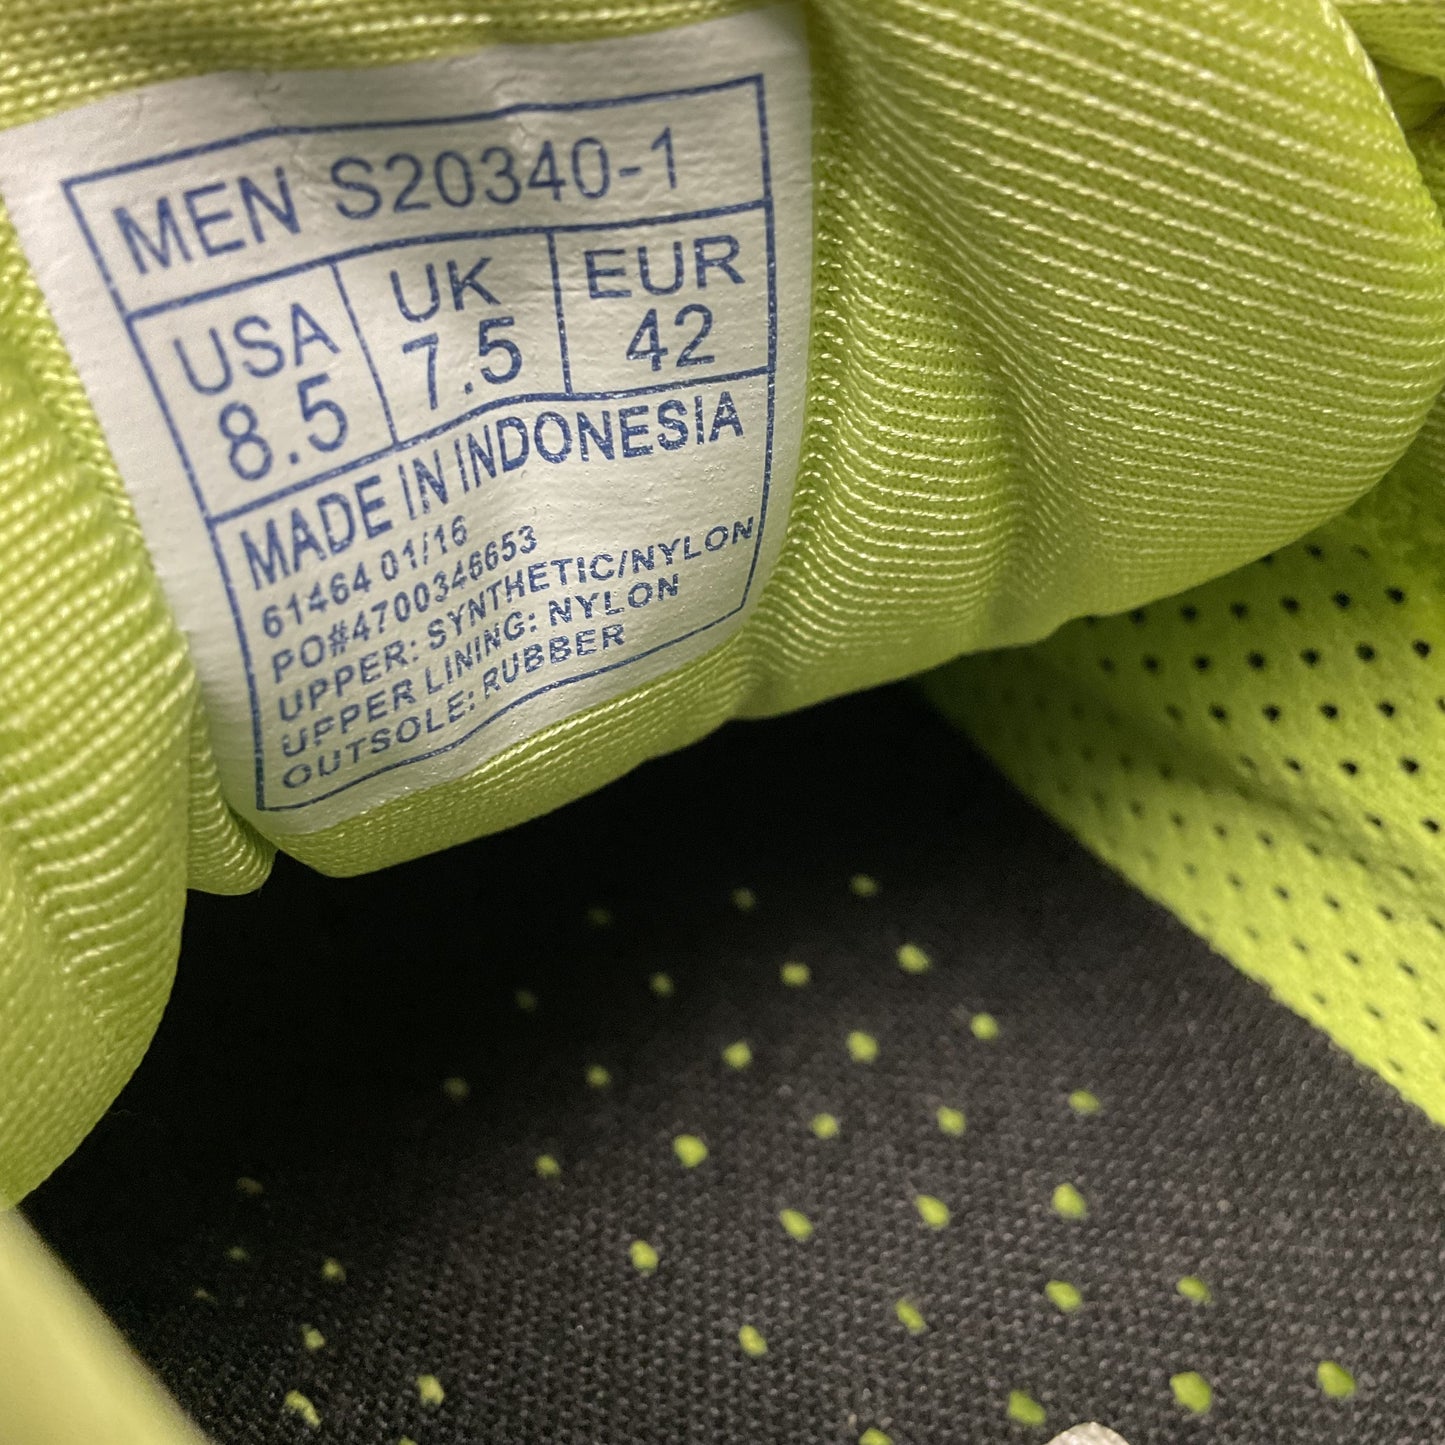 MEN S20340-1
USA UK EUR
8.5 7.5 42
MADE IN INDONESIA
61464 01/16
PO#4700346653
UPPER: SYNTHETIC/NYLON
UPPER LINING: NYLON
OUTSOLE: RUBBER